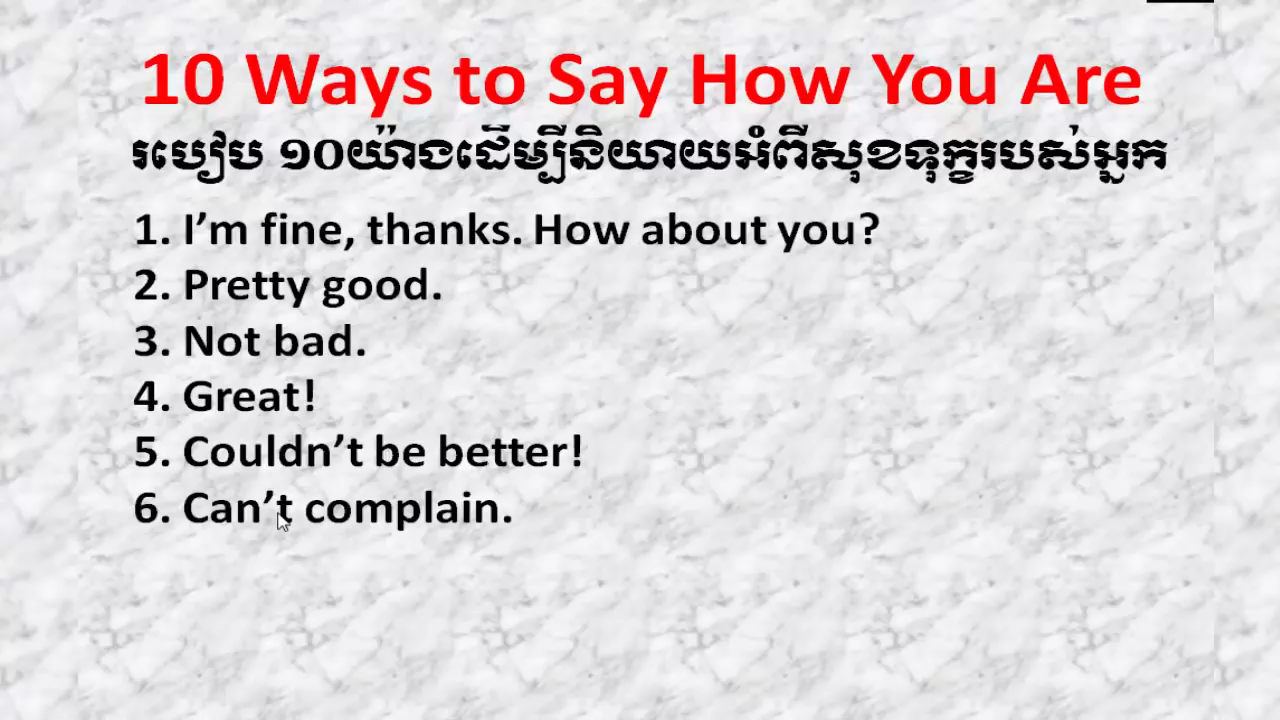 10 Ways to Say How You Are
របៀប ១០យ៉ាងដើម្បីនិយាយអំពីសុខទុក្ខរបស់អ្នក
1. I’m fine, thanks. How about you?
2. Pretty good.
3. Not bad.
4. Great!
5. Couldn’t be better!
6. Can’t complain.